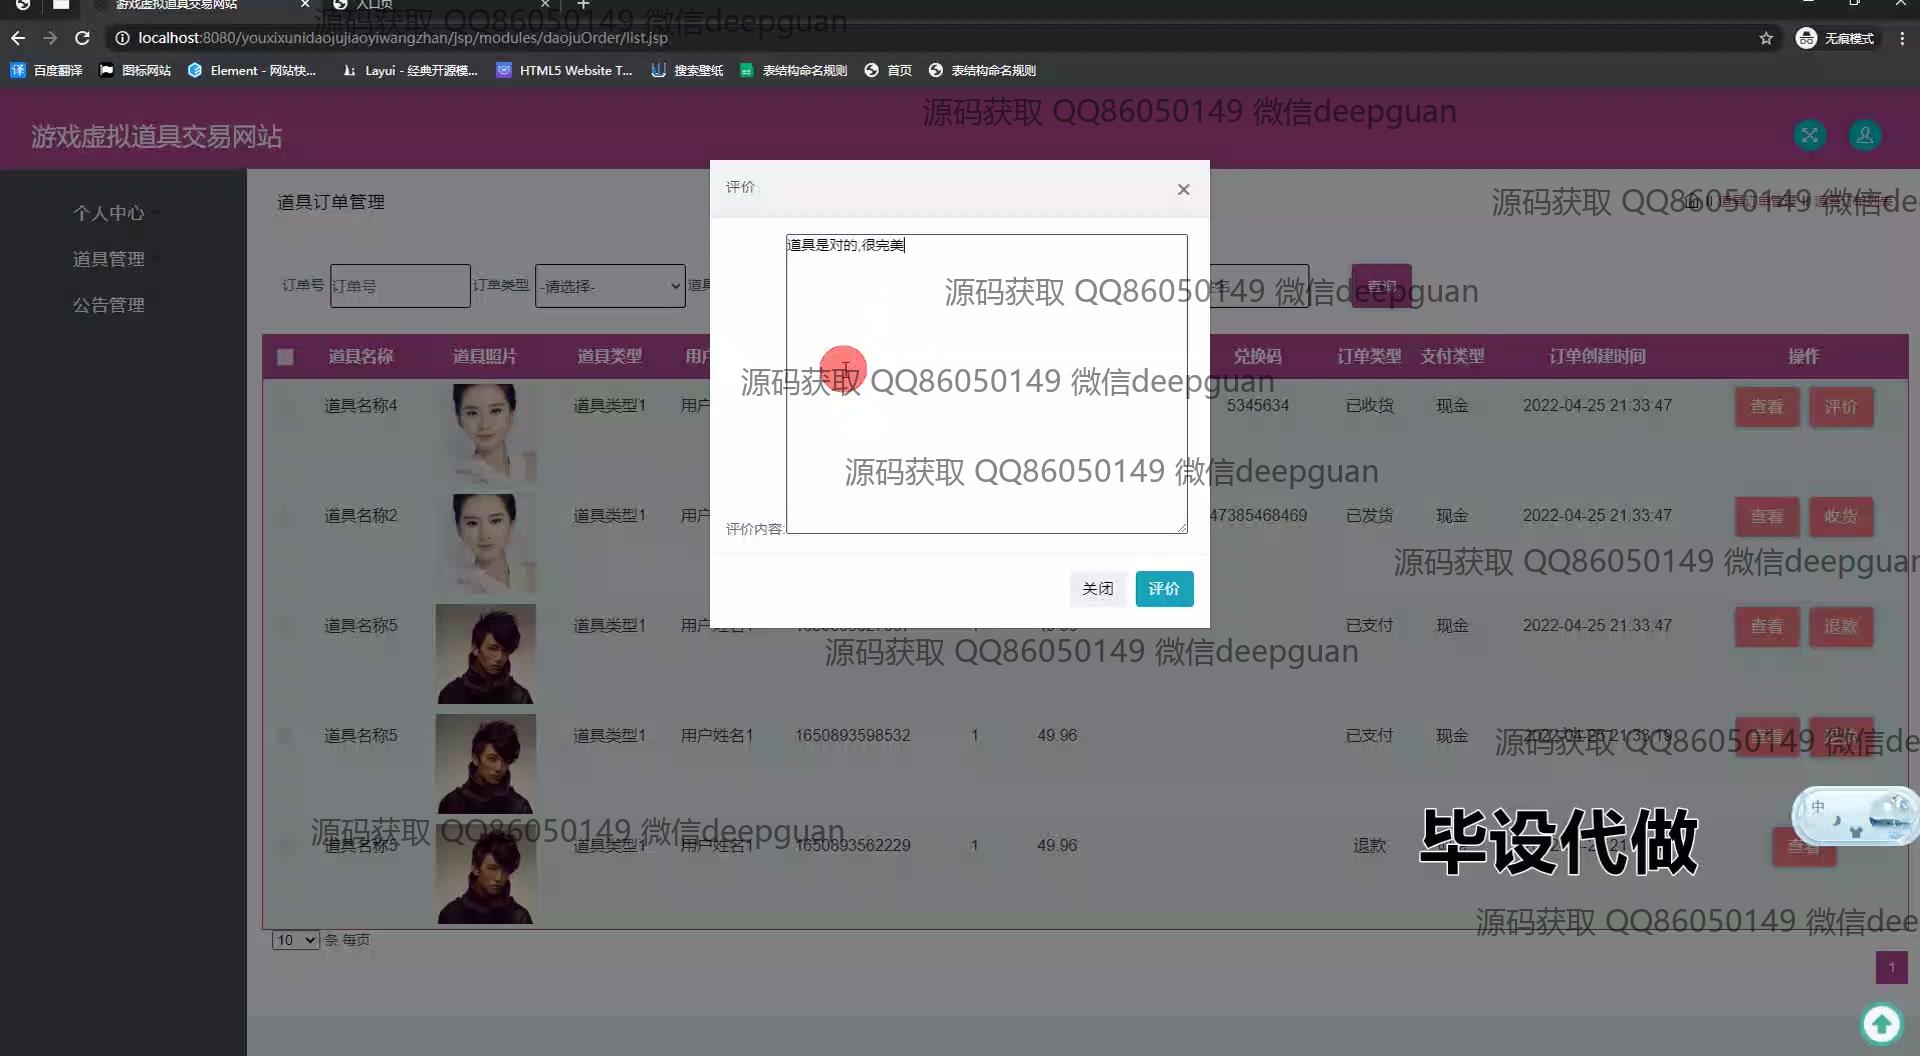 游戏虚拟道具交易网站
入口页
localhost:8080/youxixunidaojujiaoyiwangzhan/jsp/modules/daojuOrder/list.jsp
无痕模式
百度翻译 图标网站 Element - 网站快... Layui - 经典开源模... HTML5 Website T... 搜索壁纸 表结构命名规则 首页 表结构命名规则
源码获取 QQ86050149 微信deepguan
源码获取 QQ86050149 微信deepguan
游戏虚拟道具交易网站
个人中心
道具管理
公告管理
道具订单管理
源码获取 QQ86050149 微信de
评价
×
道具是对的,很完美
评价内容:
关闭 评价
订单号 订单号 订单类型 -请选择- 道具
查询
源码获取 QQ86050149 微信deepguan
道具名称 道具照片 道具类型 用户 兑换码 订单类型 支付类型 订单创建时间 操作
源码获取 QQ86050149 微信deepguan
道具名称4 道具类型1 用户 5345634 已收货 现金 2022-04-25 21:33:47 查看 评价
源码获取 QQ86050149 微信deepguan
道具名称2 道具类型1 用户 47385468469 已发货 现金 2022-04-25 21:33:47 查看 收货
源码获取 QQ86050149 微信deepguan
道具名称5 道具类型1 已支付 现金 2022-04-25 21:33:47 查看 退款
源码获取 QQ86050149 微信deepguan
道具名称5 道具类型1 用户姓名1 1650893598532 1 49.96 已支付 现金 2022-04-25 21:33:19
源码获取 QQ86050149 微信de
道具名称5 道具类型1 用户姓名1 1650893562229 1 49.96 退款 查看
源码获取 QQ86050149 微信deepguan
毕设代做
中
源码获取 QQ86050149 微信dee
10 条 每页
1